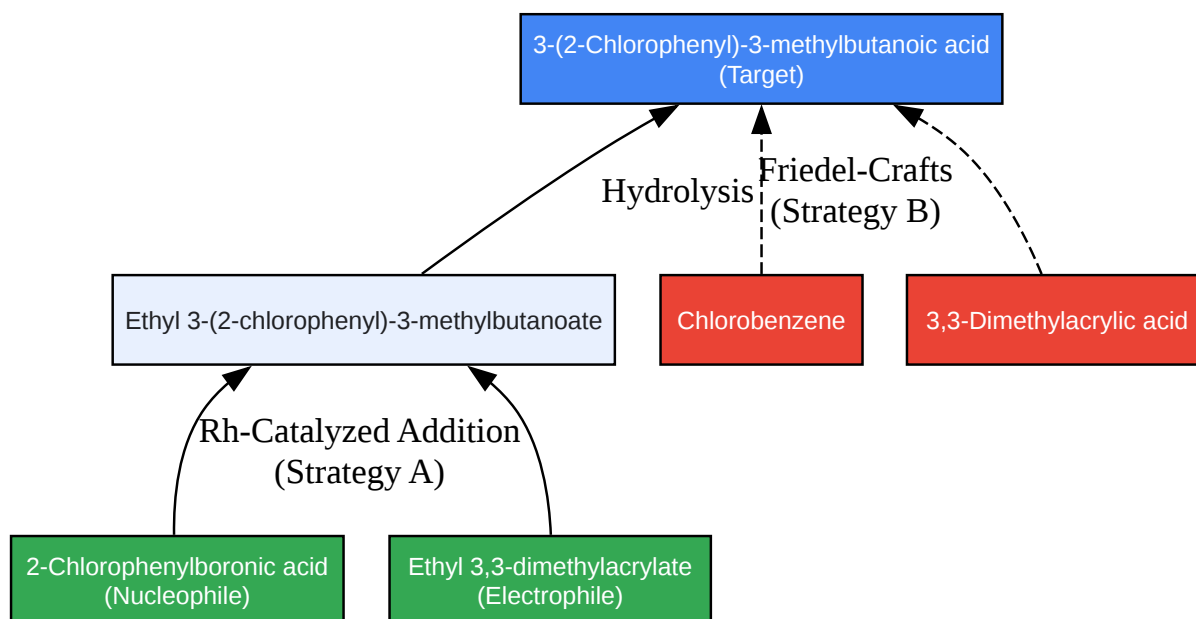 3-(2-Chlorophenyl)-3-methylbutanoic acid
(Target)
Hydrolysis
Friedel-Crafts
(Strategy B)
Ethyl 3-(2-chlorophenyl)-3-methylbutanoate
Chlorobenzene
3,3-Dimethylacrylic acid
Rh-Catalyzed Addition
(Strategy A)
2-Chlorophenylboronic acid
(Nucleophile)
Ethyl 3,3-dimethylacrylate
(Electrophile)